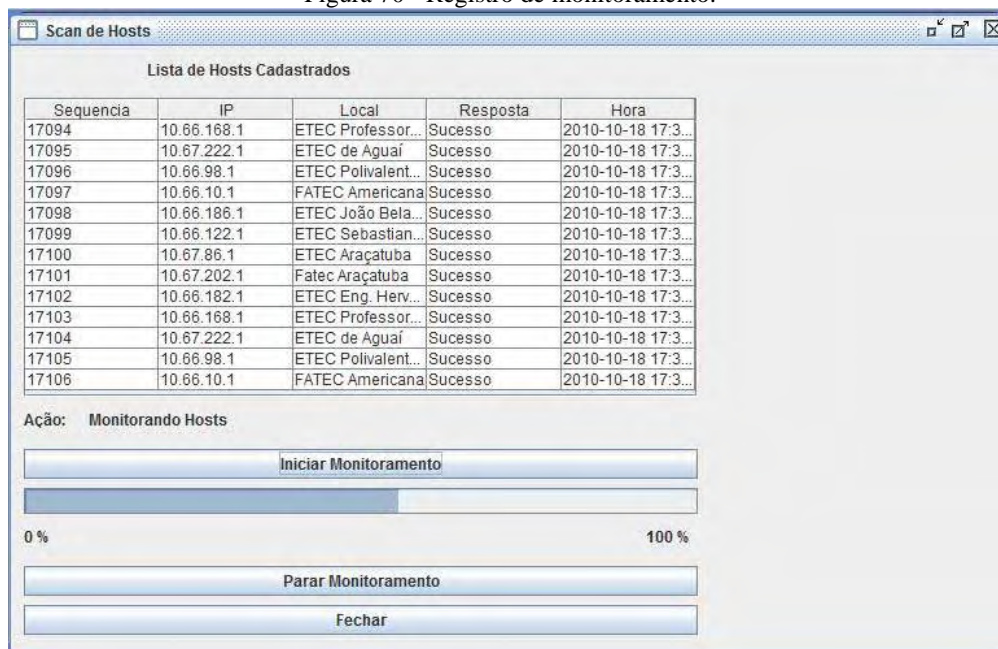 Figura 70 - Registro de monitoramento.
Scan de Hosts
Lista de Hosts Cadastrados
Sequencia IP Local Resposta Hora
17094 10.66.168.1 ETEC Professor... Sucesso 2010-10-18 17:3...
17095 10.67.222.1 ETEC de Aguaí Sucesso 2010-10-18 17:3...
17096 10.66.98.1 ETEC Polivalent... Sucesso 2010-10-18 17:3...
17097 10.66.10.1 FATEC Americana Sucesso 2010-10-18 17:3...
17098 10.66.186.1 ETEC João Bela... Sucesso 2010-10-18 17:3...
17099 10.66.122.1 ETEC Sebastian... Sucesso 2010-10-18 17:3...
17100 10.67.86.1 ETEC Araçatuba Sucesso 2010-10-18 17:3...
17101 10.67.202.1 Fatec Araçatuba Sucesso 2010-10-18 17:3...
17102 10.66.182.1 ETEC Eng. Herv... Sucesso 2010-10-18 17:3...
17103 10.66.168.1 ETEC Professor... Sucesso 2010-10-18 17:3...
17104 10.67.222.1 ETEC de Aguaí Sucesso 2010-10-18 17:3...
17105 10.66.98.1 ETEC Polivalent... Sucesso 2010-10-18 17:3...
17106 10.66.10.1 FATEC Americana Sucesso 2010-10-18 17:3...
Ação: Monitorando Hosts
Iniciar Monitoramento
0 % 100 %
Parar Monitoramento
Fechar